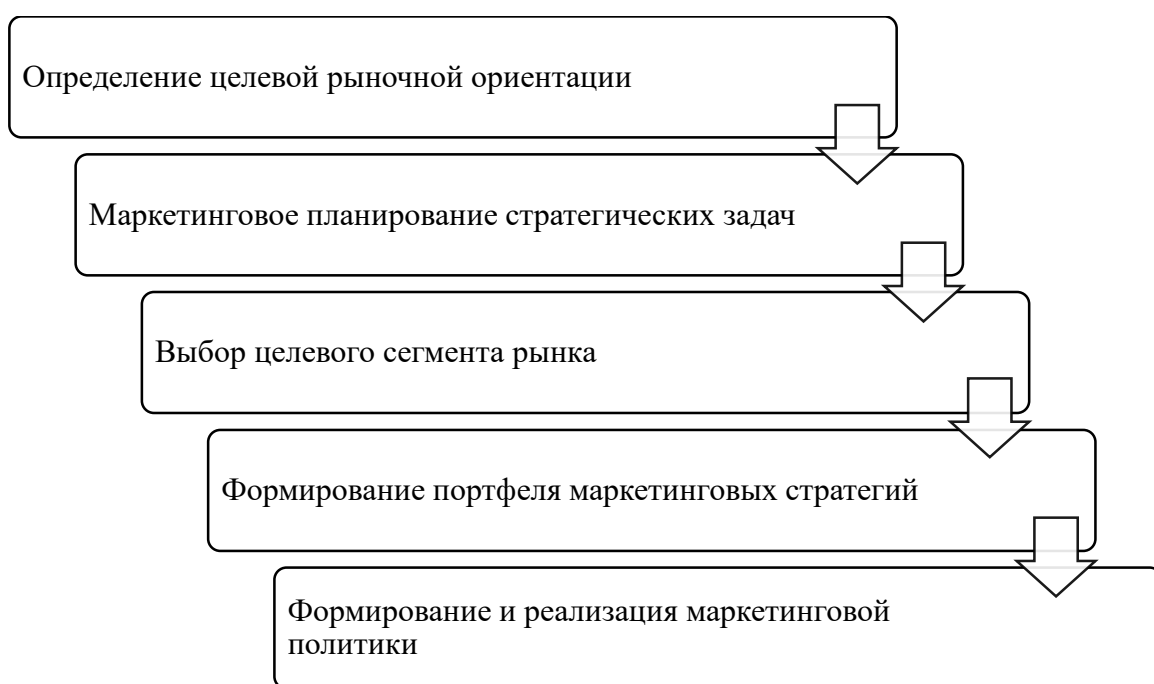 Определение целевой рыночной ориентации
Маркетинговое планирование стратегических задач
Выбор целевого сегмента рынка
Формирование портфеля маркетинговых стратегий
Формирование и реализация маркетинговой
политики